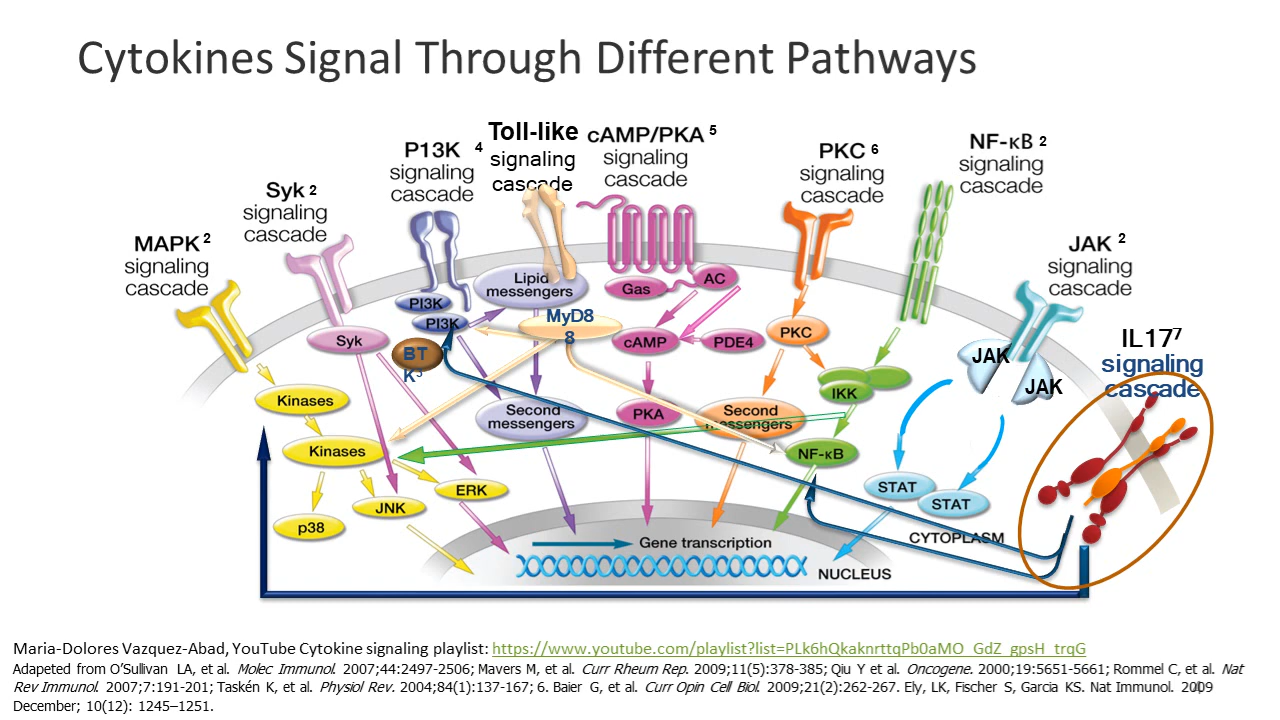 Cytokines Signal Through Different Pathways
MAPK 2
signaling
cascade
Syk 2
signaling
cascade
P13K 4
signaling
cascade
Toll-like
signaling
cascade
cAMP/PKA 5
signaling
cascade
PKC 6
signaling
cascade
NF-κB 2
signaling
cascade
JAK 2
signaling
cascade
IL17 7
signaling
cascade
Lipid
messengers
PI3K
PI3K
MyD8
8
Gas
AC
cAMP
PDE4
PKC
Syk
BT
K3
JAK
JAK
IKK
Kinases
Second
messengers
PKA
Second
messengers
Kinases
NF-κB
ERK
STAT
STAT
JNK
p38
CYTOPLASM
Gene transcription
NUCLEUS
Maria-Dolores Vazquez-Abad, YouTube Cytokine signaling playlist: https://www.youtube.com/playlist?list=PLk6hQkaknrttqPb0aMO_GdZ_gpsH_trqG
Adapeted from O’Sullivan LA, et al. Molec Immunol. 2007;44:2497-2506; Mavers M, et al. Curr Rheum Rep. 2009;11(5):378-385; Qiu Y et al. Oncogene. 2000;19:5651-5661; Rommel C, et al. Nat
Rev Immunol. 2007;7:191-201; Taskén K, et al. Physiol Rev. 2004;84(1):137-167; 6. Baier G, et al. Curr Opin Cell Biol. 2009;21(2):262-267. Ely, LK, Fischer S, Garcia KS. Nat Immunol. 2009
December; 10(12): 1245–1251.